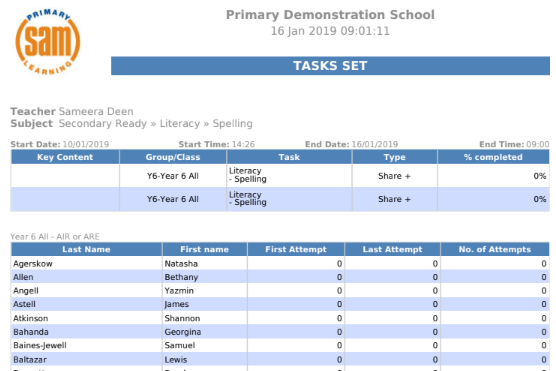 PRIMARY
sam
LEARNING
Primary Demonstration School
16 Jan 2019 09:01:11
TASKS SET
Teacher Sameera Deen
Subject Secondary Ready » Literacy » Spelling
Start Date: 10/01/2019 Start Time: 14:26 End Date: 16/01/2019 End Time: 09:00
Key Content Group/Class Task Type % completed
Y6-Year 6 All Literacy - Spelling Share + 0%
Y6-Year 6 All Literacy - Spelling Share + 0%
Year 6 All - AIR or ARE
Last Name First name First Attempt Last Attempt No. of Attempts
Agerskow Natasha 0 0 0
Allen Bethany 0 0 0
Angell Yazmin 0 0 0
Astell James 0 0 0
Atkinson Shannon 0 0 0
Bahanda Georgina 0 0 0
Baines-Jewell Samuel 0 0 0
Baltazar Lewis 0 0 0